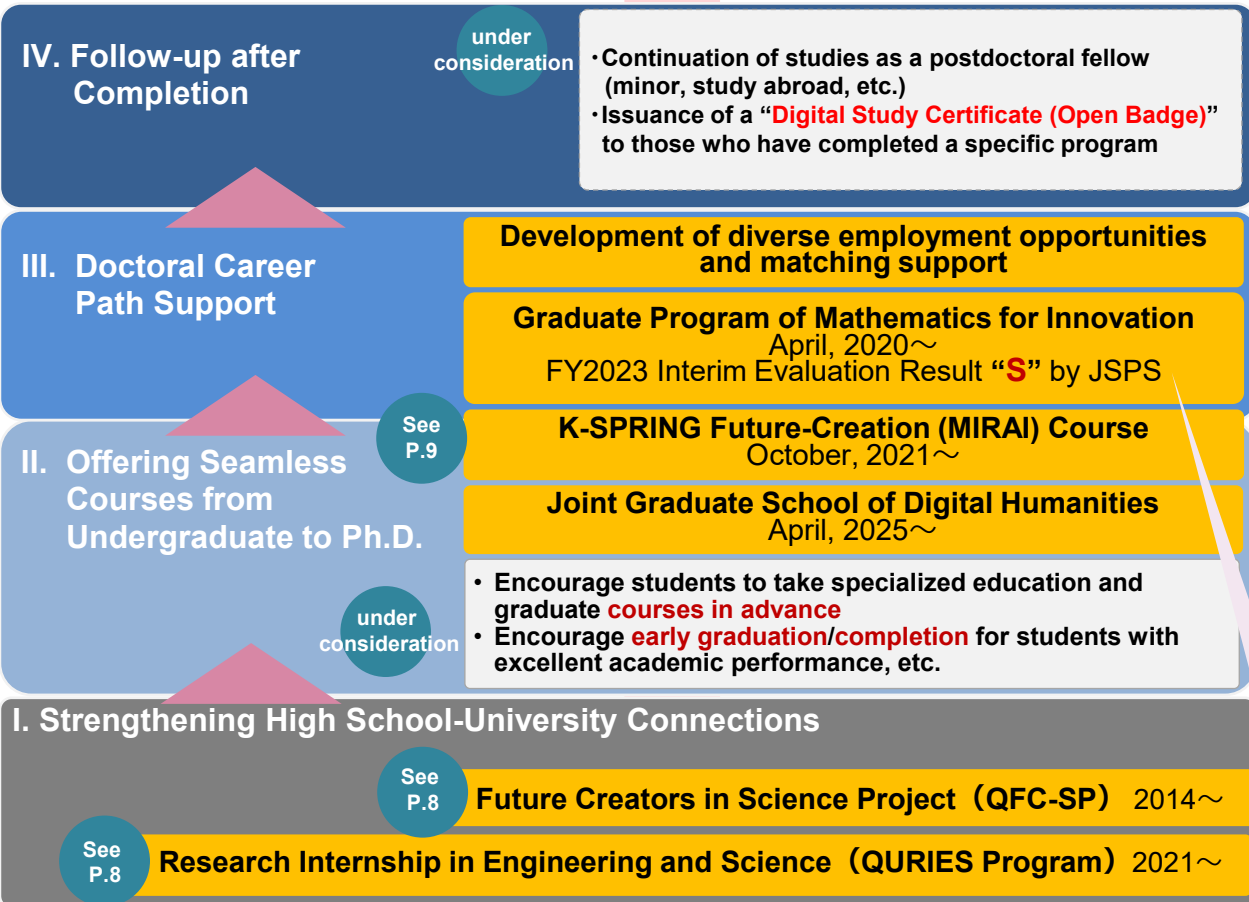 IV. Follow-up after
Completion
under
consideration
・Continuation of studies as a postdoctoral fellow
(minor, study abroad, etc.)
・Issuance of a “Digital Study Certificate (Open Badge)”
to those who have completed a specific program
III. Doctoral Career
Path Support
Development of diverse employment opportunities
and matching support
Graduate Program of Mathematics for Innovation
April, 2020～
FY2023 Interim Evaluation Result “S” by JSPS
II. Offering Seamless
Courses from
Undergraduate to Ph.D.
See
P.9
K-SPRING Future-Creation (MIRAI) Course
October, 2021～
Joint Graduate School of Digital Humanities
April, 2025～
under
consideration
• Encourage students to take specialized education and
graduate courses in advance
• Encourage early graduation/completion for students with
excellent academic performance, etc.
I. Strengthening High School-University Connections
See
P.8
Future Creators in Science Project（QFC-SP）2014～
See
P.8
Research Internship in Engineering and Science（QURIES Program）2021～